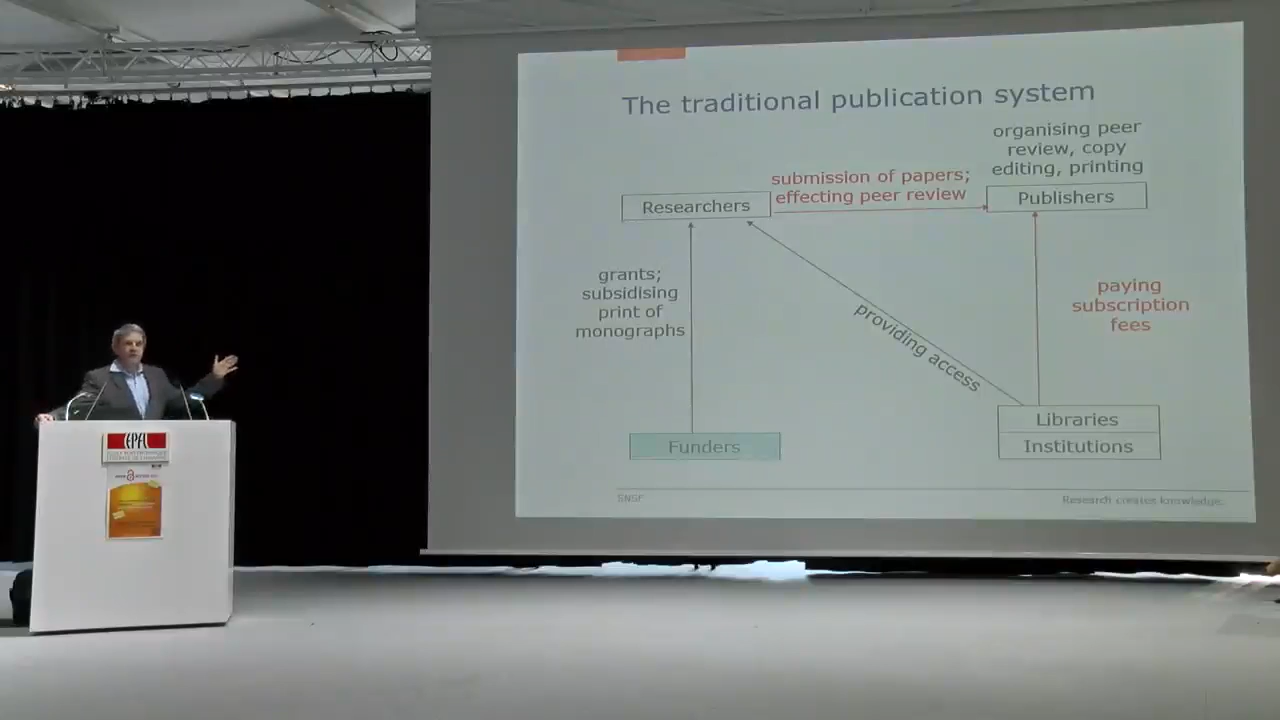 The traditional publication system
organising peer
review, copy
editing, printing
submission of papers;
effecting peer review
Researchers
Publishers
grants;
subsidising
print of
monographs
providing access
paying
subscription
fees
Funders
Libraries
Institutions
SNSF
Research creates knowledge.
EPFL